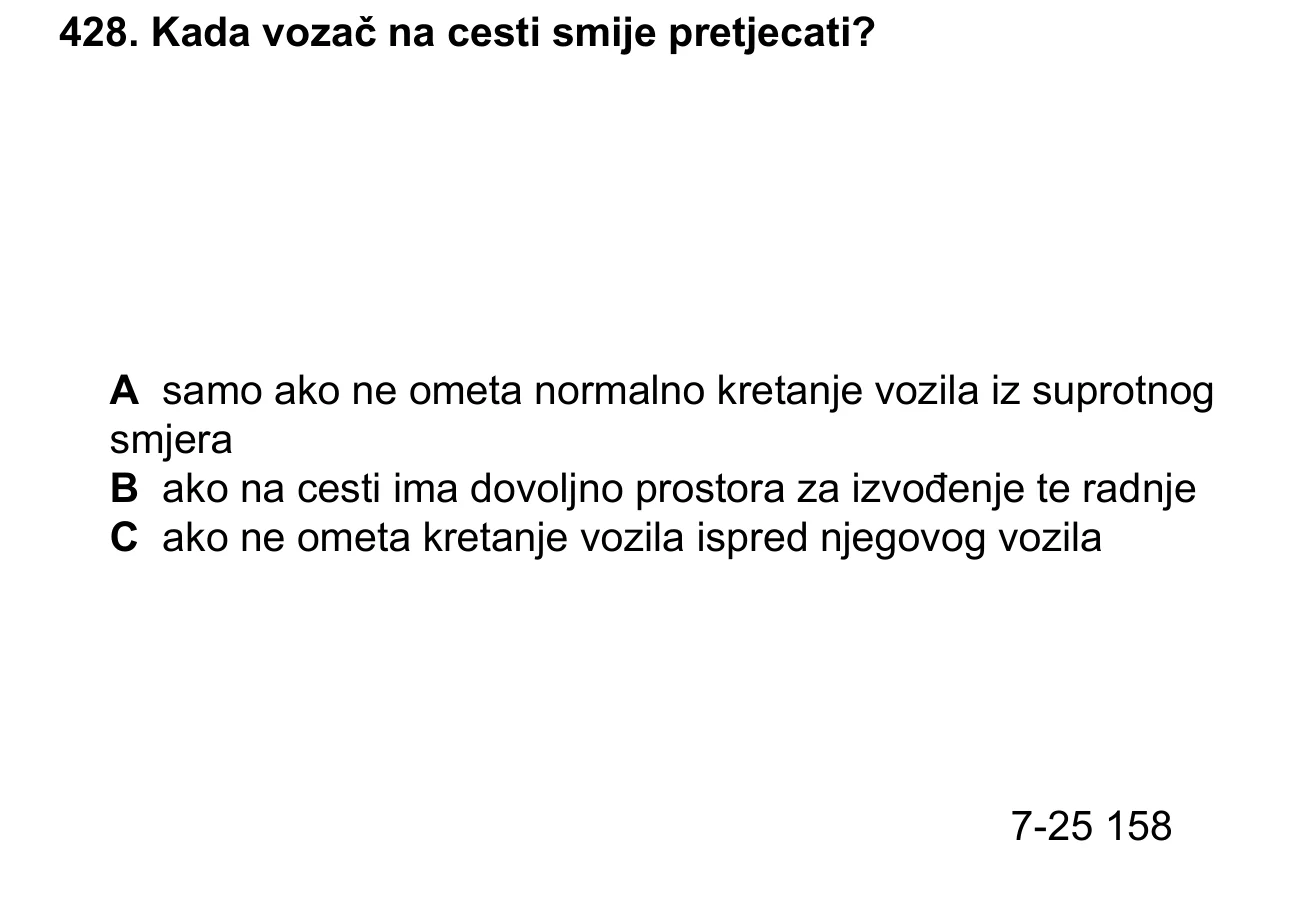 428. Kada vozač na cesti smije pretjecati?
A samo ako ne ometa normalno kretanje vozila iz suprotnog
smjera
B ako na cesti ima dovoljno prostora za izvođenje te radnje
C ako ne ometa kretanje vozila ispred njegovog vozila
7-25 158